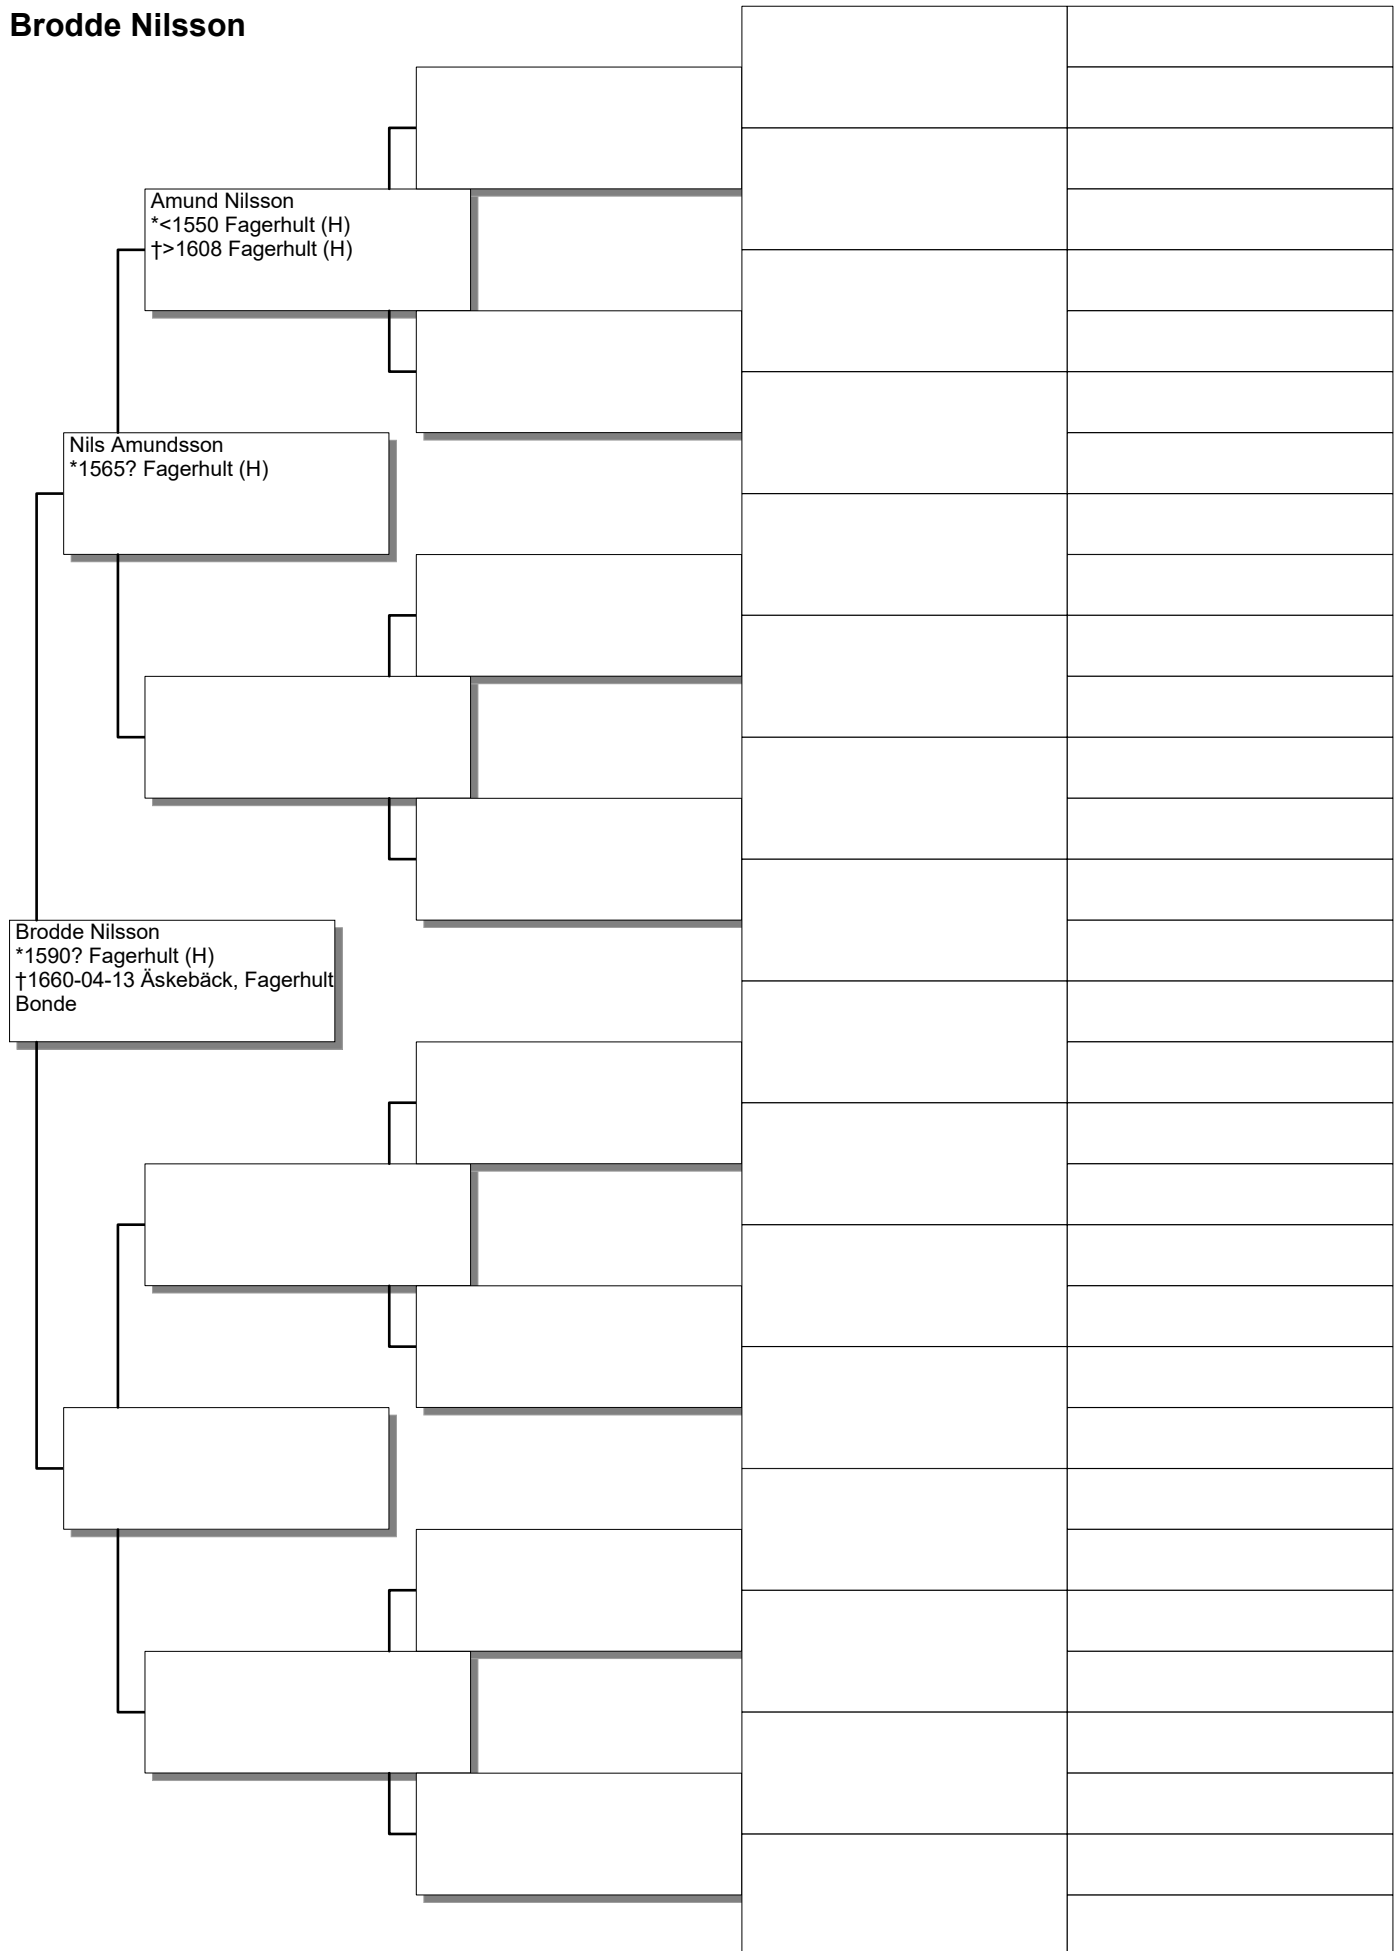 Brodde Nilsson
Amund Nilsson
*<1550 Fagerhult (H)
†>1608 Fagerhult (H)
Nils Amundsson
*1565? Fagerhult (H)
Brodde Nilsson
*1590? Fagerhult (H)
†1660-04-13 Äskebäck, Fagerhult
Bonde